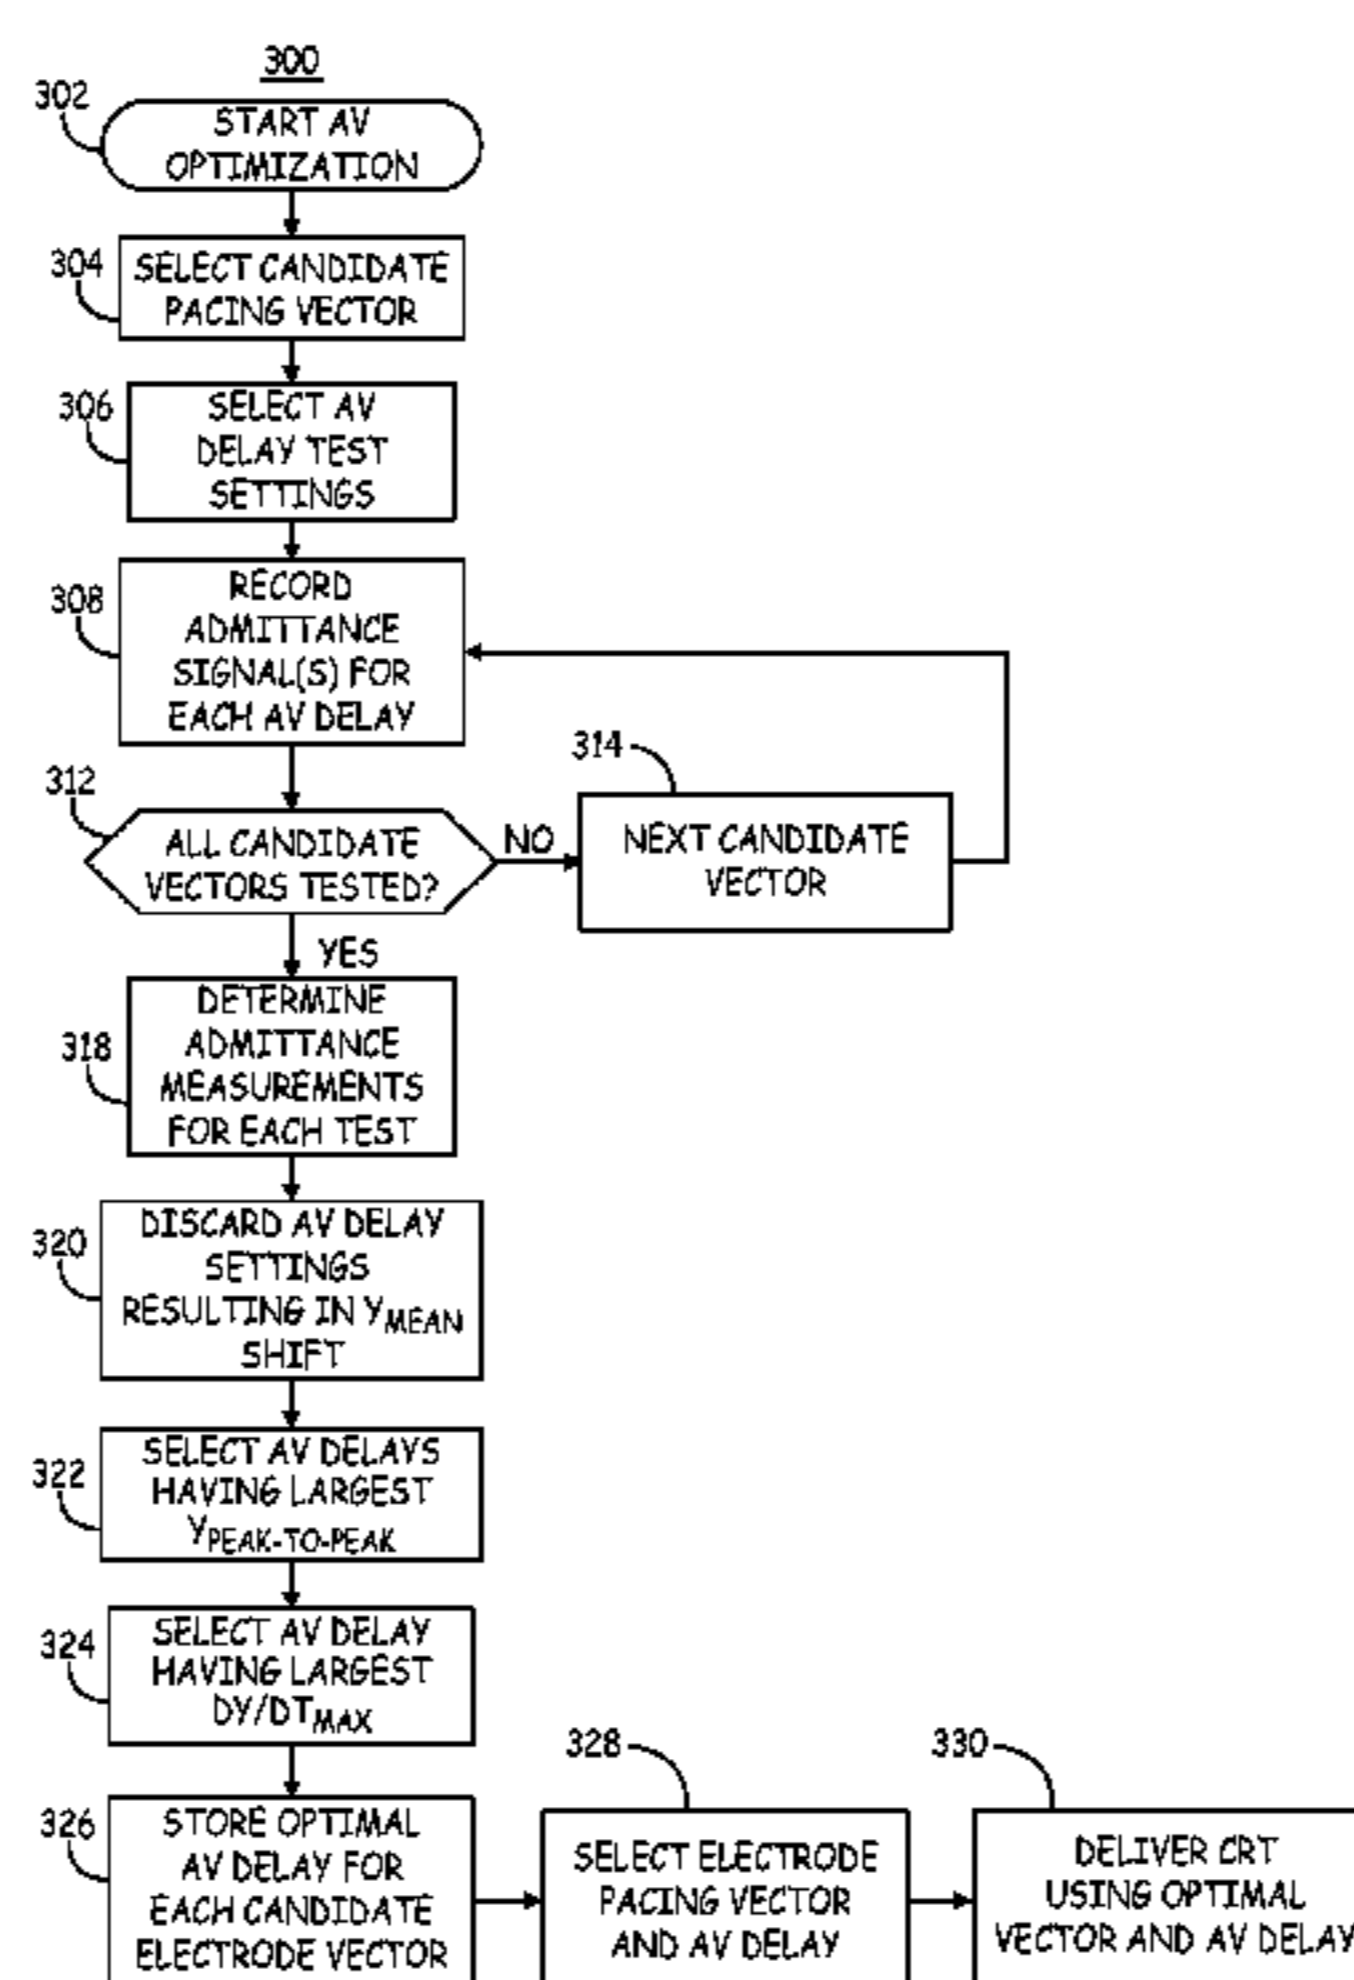 300
302
START AV
OPTIMIZATION
304
SELECT CANDIDATE
PACING VECTOR
306
SELECT AV
DELAY TEST
SETTINGS
308
RECORD
ADMITTANCE
SIGNAL(S) FOR
EACH AV DELAY
312
ALL CANDIDATE
VECTORS TESTED?
NO
314
NEXT CANDIDATE
VECTOR
YES
318
DETERMINE
ADMITTANCE
MEASUREMENTS
FOR EACH TEST
320
DISCARD AV DELAY
SETTINGS
RESULTING IN YMEAN
SHIFT
322
SELECT AV DELAYS
HAVING LARGEST
YPEAK-TO-PEAK
324
SELECT AV DELAY
HAVING LARGEST
DY/DTMAX
326
STORE OPTIMAL
AV DELAY FOR
EACH CANDIDATE
ELECTRODE VECTOR
328
SELECT ELECTRODE
PACING VECTOR
AND AV DELAY
330
DELIVER CRT
USING OPTIMAL
VECTOR AND AV DELAY